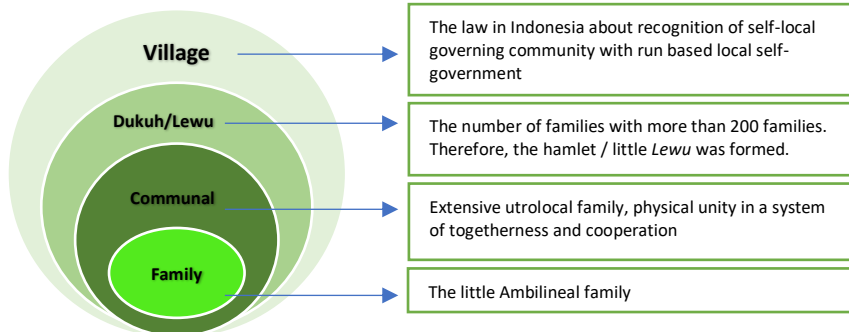 Village
The law in Indonesia about recognition of self-local
governing community with run based local self-
government
Dukuh/Lewu
The number of families with more than 200 families.
Therefore, the hamlet / little Lewu was formed.
Communal
Extensive utrolocal family, physical unity in a system
of togetherness and cooperation
Family
The little Ambilineal family